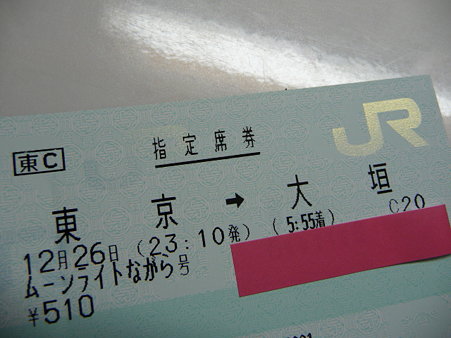 JR
東C
指定席券
東京 → 大垣
12月26日 (23:10発) (5:55着) C20
ムーンライトながら号
¥510